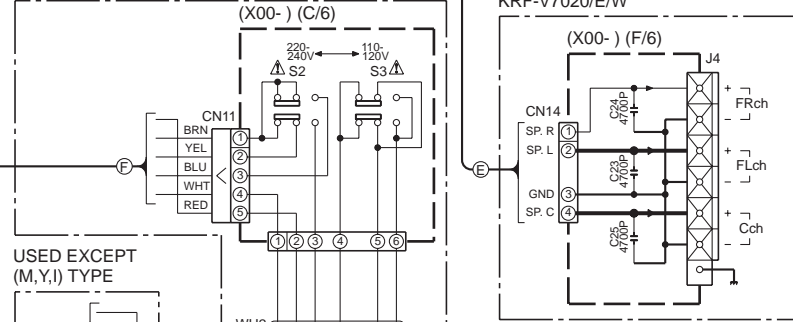 KRF-V7020/E/W
(X00- ) (C/6)
220-
240V
110-
120V
S2
S3
CN11
BRN
YEL
BLU
WHT
RED
1
2
3
4
5
F
1 2 3 4 5 6
USED EXCEPT
(M,Y,I) TYPE
(X00- ) (F/6)
J4
CN14
SP. R 1
SP. L 2
GND 3
SP. C 4
E
C24
4700P
C23
4700P
C25
4700P
+
FRch
−
+
FLch
−
+
Cch
−